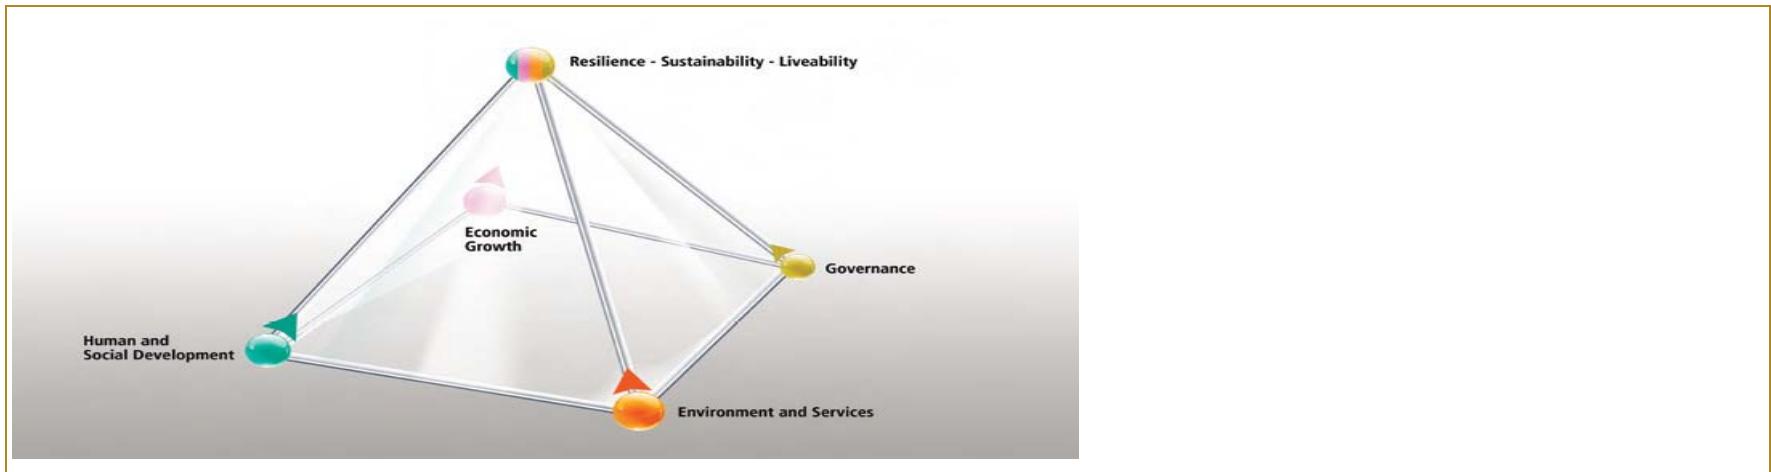 Resilience - Sustainability - Liveability
Economic
Growth
Governance
Human and
Social Development
Environment and Services